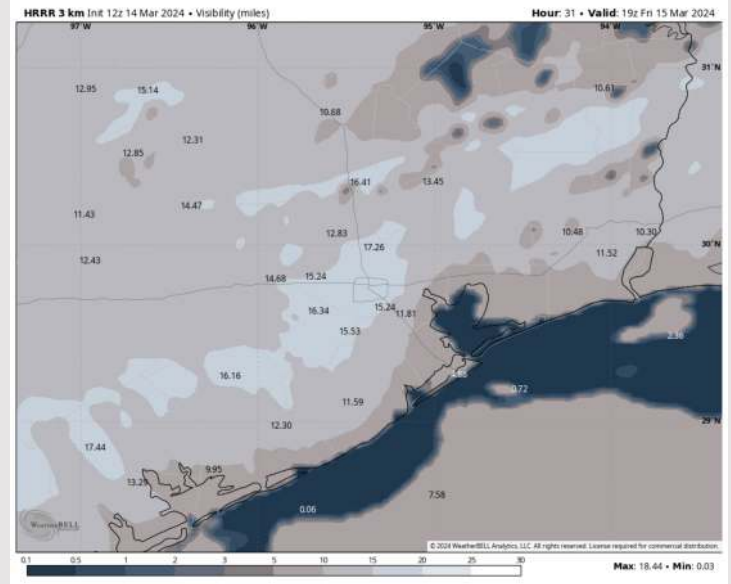 HRRR 3 km Init 12z 14 Mar 2024 • Visibility (miles)
Hour: 31 • Valid: 19z Fri 15 Mar 2024
97°W 96°W 95°W 94°W
31°N
12.95 15.14 10.61
10.68
12.31
12.85
16.41 13.45
14.47
11.43
12.83 10.48 10.30
30°N
17.26 11.52
12.43
14.68 15.24
16.34 15.24 11.81
15.53 2.36
16.16
0.72
11.59
12.30 29°N
17.44
9.95
13.29
7.58
0.06
WeatherBELL
© 2024 WeatherBELL Analytics, LLC. All rights reserved. License required for commercial distribution.
0.1 0.5 1 2 3 5 10 15 20 25 30
Max: 18.44 • Min: 0.03